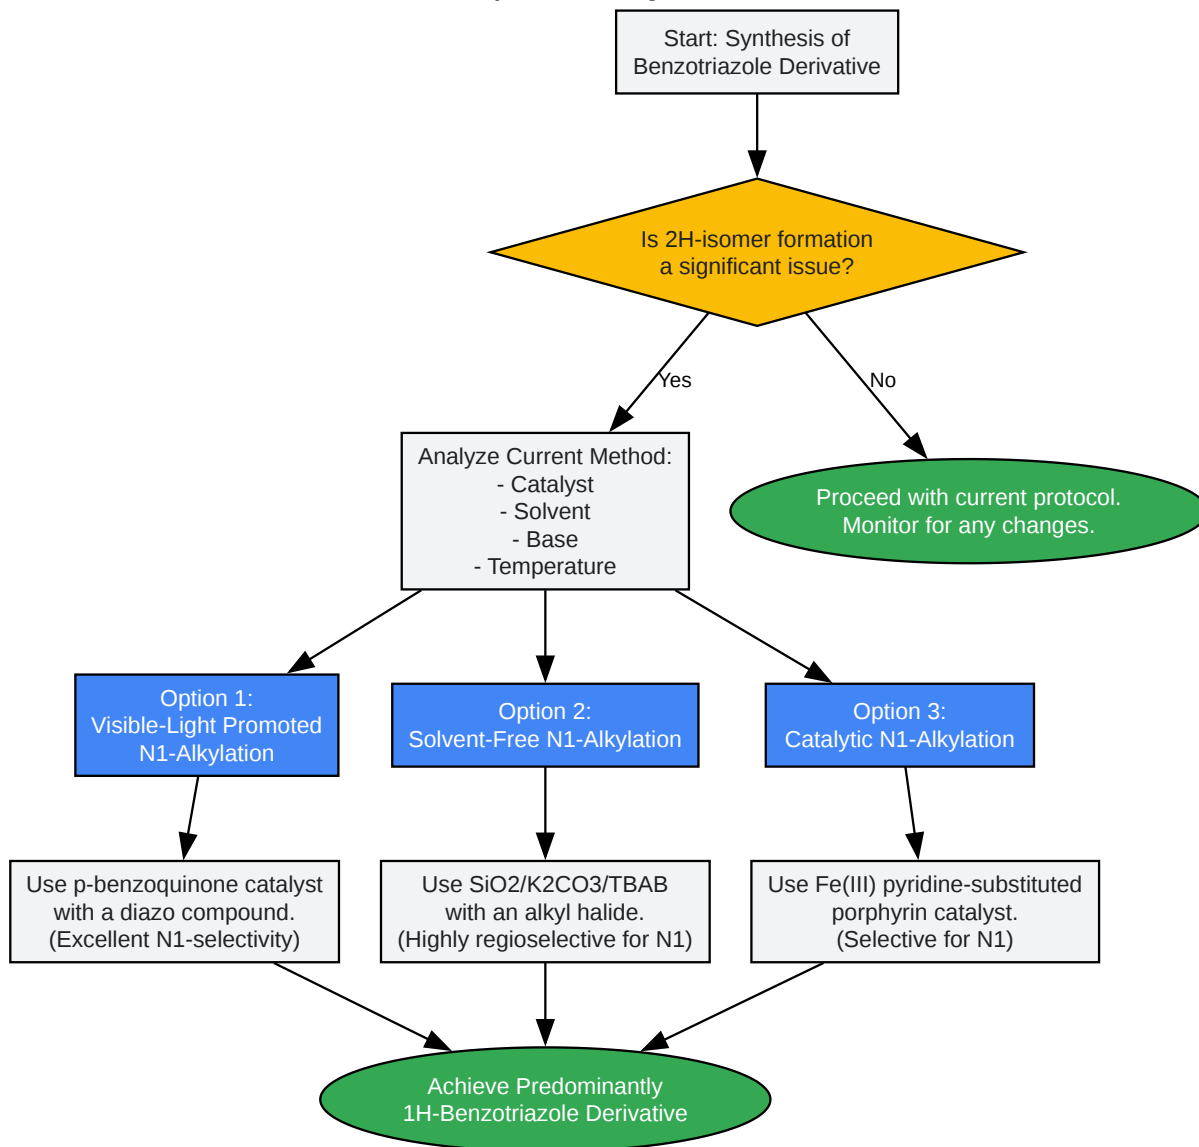 Start: Synthesis of
Benzotriazole Derivative
Is 2H-isomer formation
a significant issue?
Yes
No
Analyze Current Method:
- Catalyst
- Solvent
- Base
- Temperature
Proceed with current protocol.
Monitor for any changes.
Option 1:
Visible-Light Promoted
N1-Alkylation
Option 2:
Solvent-Free N1-Alkylation
Option 3:
Catalytic N1-Alkylation
Use p-benzoquinone catalyst
with a diazo compound.
(Excellent N1-selectivity)
Use SiO2/K2CO3/TBAB
with an alkyl halide.
(Highly regioselective for N1)
Use Fe(III) pyridine-substituted
porphyrin catalyst.
(Selective for N1)
Achieve Predominantly
1H-Benzotriazole Derivative